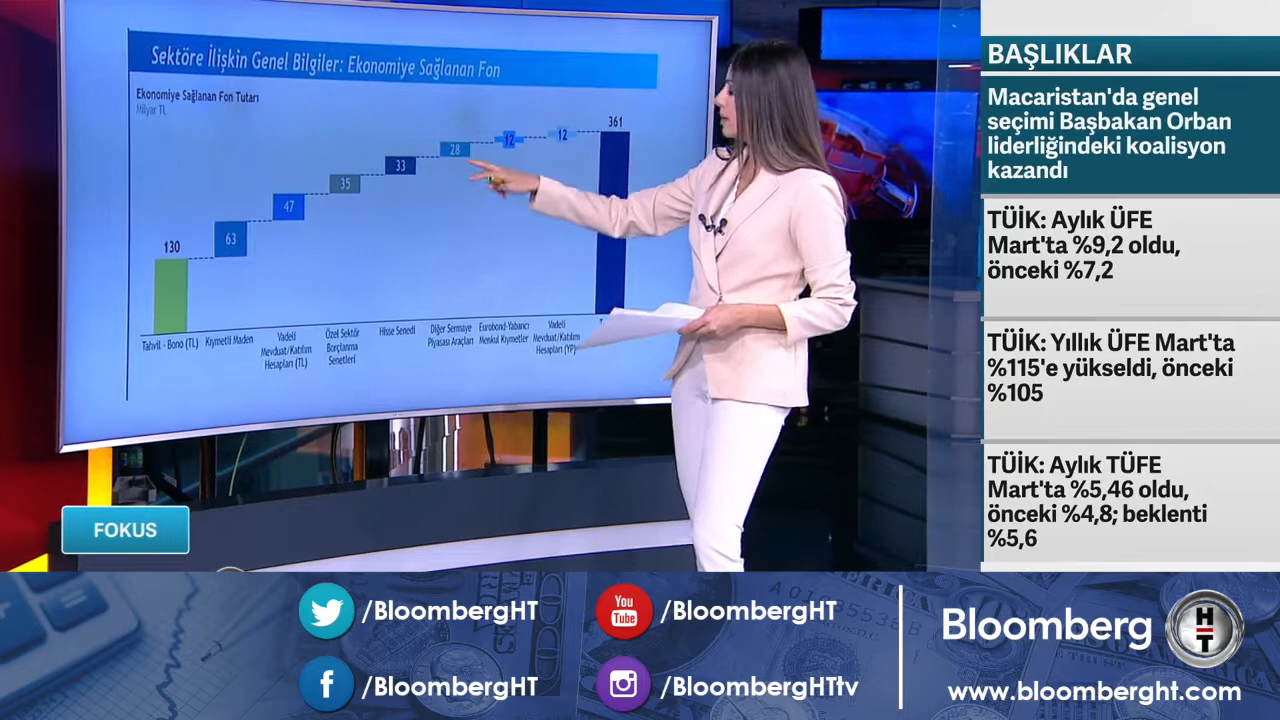 Sektöre İlişkin Genel Bilgiler: Ekonomiye Sağlanan Fon
Ekonomiye Sağlanan Fon Tutarı
Milyar TL
130
63
47
35
33
28
12
12
361
Tahvil - Bono (TL)
Kıymetli Maden
Vadeli
Mevduat/Katılım
Hesapları (TL)
Özel Sektör
Borçlanma
Senetleri
Hisse Senedi
Diğer Sermaye
Piyasası Araçları
Eurobond-Yabancı
Menkul Kıymetler
Vadeli
Mevduat/Katılım
Hesapları (YP)
BAŞLIKLAR
Macaristan'da genel
seçimi Başbakan Orban
liderliğindeki koalisyon
kazandı
TÜİK: Aylık ÜFE
Mart'ta %9,2 oldu,
önceki %7,2
TÜİK: Yıllık ÜFE Mart'ta
%115'e yükseldi, önceki
%105
TÜİK: Aylık TÜFE
Mart'ta %5,46 oldu,
önceki %4,8; beklenti
%5,6
FOKUS
/BloombergHT
You
Tube
/BloombergHT
/BloombergHT
/BloombergHTtv
Bloomberg HT
www.bloomberght.com